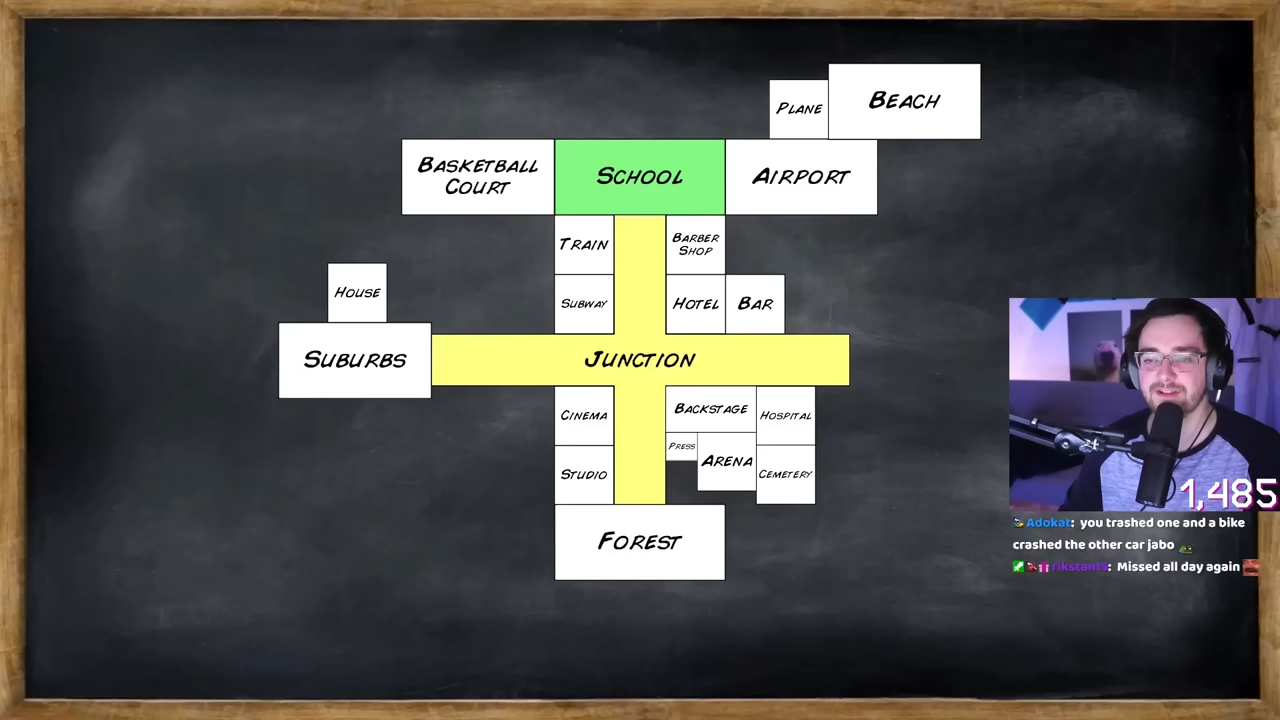 PLANE
BEACH
BASKETBALL
COURT
SCHOOL
AIRPORT
TRAIN
BARBER
SHOP
HOUSE
SUBWAY
HOTEL
BAR
SUBURBS
JUNCTION
CINEMA
BACKSTAGE
HOSPITAL
PRESS
ARENA
STUDIO
CEMETERY
FOREST
1,485
Adokat: you trashed one and a bike
crashed the other car jabo
rikstan15: Missed all day again